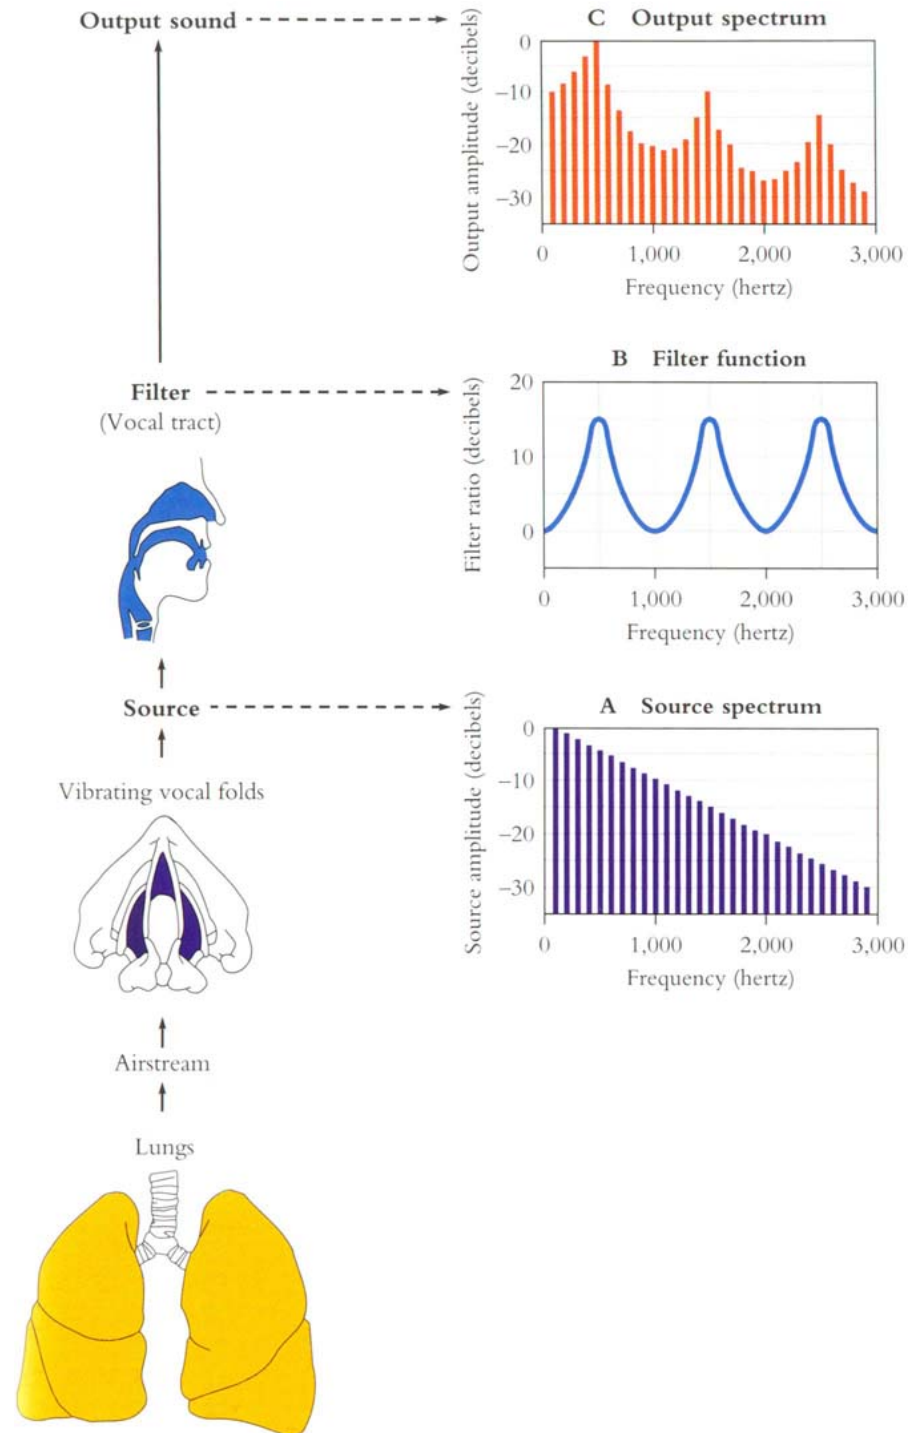 Output sound
C Output spectrum
Output amplitude (decibels)
0
−10
−20
−30
0 1,000 2,000 3,000
Frequency (hertz)
Filter
(Vocal tract)
B Filter function
Filter ratio (decibels)
20
10
0
0 1,000 2,000 3,000
Frequency (hertz)
Source
A Source spectrum
Source amplitude (decibels)
0
−10
−20
−30
0 1,000 2,000 3,000
Frequency (hertz)
Vibrating vocal folds
Airstream
Lungs